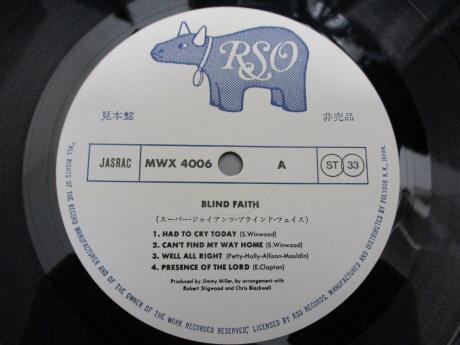 RSO
見本盤
非売品
JASRAC
MWX 4006
A
ST 33
BLIND FAITH
(スーパー・ジャイアンツ・ブラインド・フェイス)
1. HAD TO CRY TODAY (S.Winwood)
2. CAN'T FIND MY WAY HOME (S.Winwood)
3. WELL ALL RIGHT (Petty-Holly-Allison-Mouldin)
4. PRESENCE OF THE LORD (E.Clapton)
Produced by Jimmy Miller, by arrangement with
Robert Stigwood and Chris Blackwell
"ALL RIGHTS OF THE RECORD MANUFACTURER AND OF THE OWNER OF THE WORK RECORDED RESERVED", LICENSED BY RSO RECORDS, MANUFACTURED AND DISTRIBUTED BY POLYDOR K.K., JAPAN.